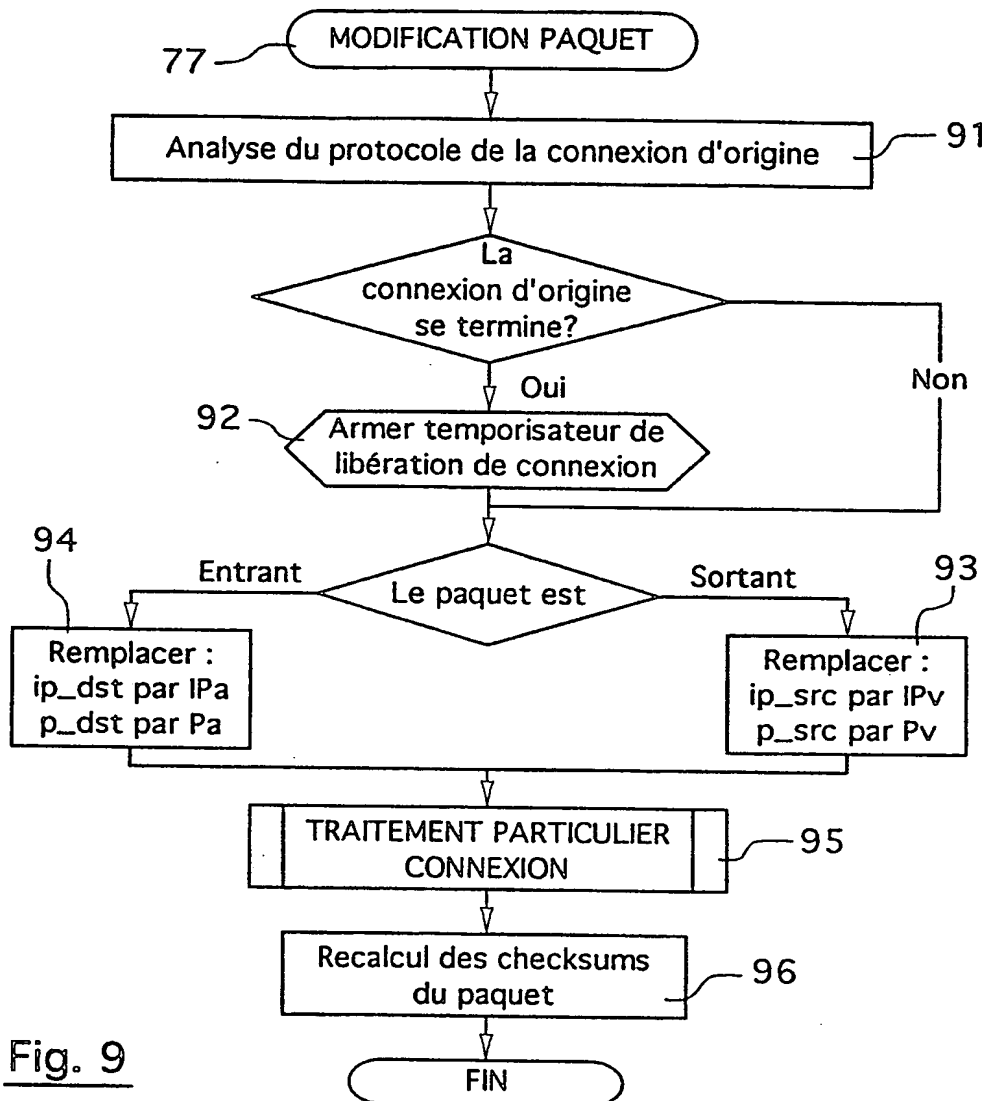 MODIFICATION PAQUET
77
Analyse du protocole de la connexion d'origine
91
La
connexion d'origine
se termine?
Non
Oui
92
Armer temporisateur de
libération de connexion
94
Entrant
Le paquet est
Sortant
93
Remplacer :
ip_dst par IPa
p_dst par Pa
Remplacer :
ip_src par IPv
p_src par Pv
TRAITEMENT PARTICULIER
CONNEXION
95
Recalcul des checksums
du paquet
96
Fig. 9
FIN